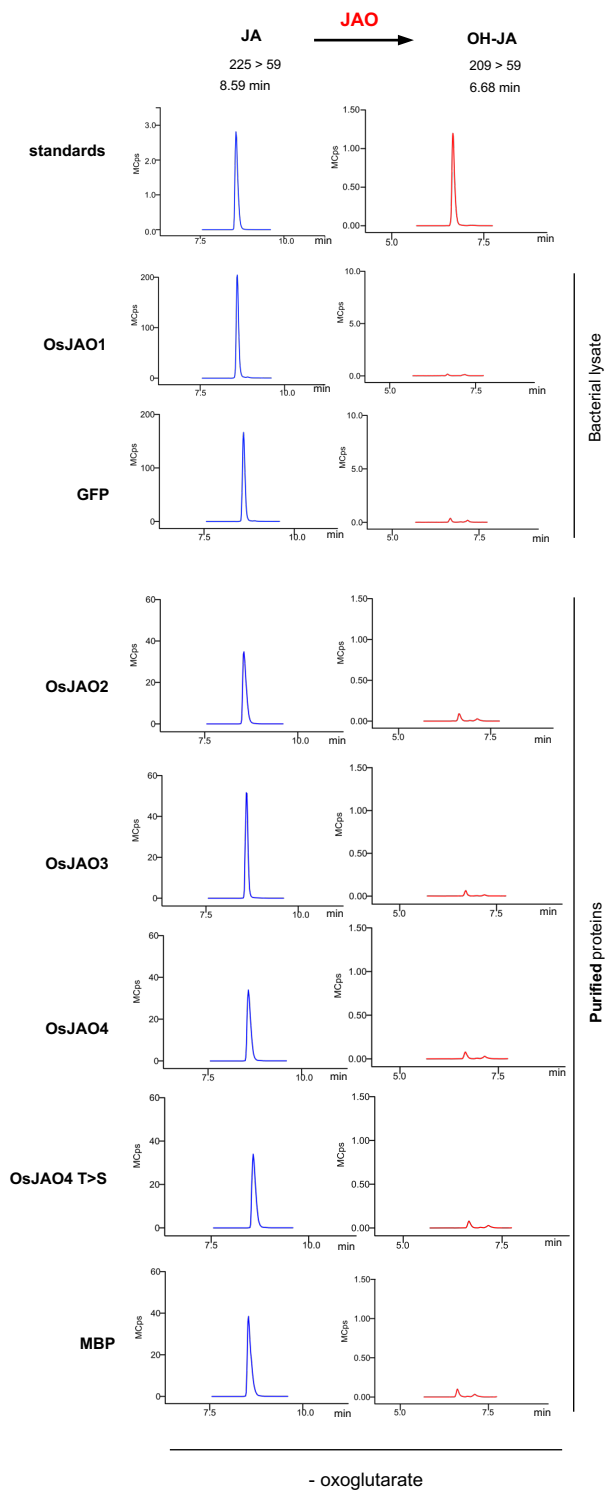 JAO
JA OH-JA
225 > 59 209 > 59
8.59 min 6.68 min
standards
MCps 3.0 2.0 1.0 0.0 7.5 10.0 min
MCps 1.50 1.00 0.50 0.00 5.0 7.5 min
OsJAO1
MCps 200 100 0 7.5 10.0 min
MCps 10.0 5.0 0.0 5.0 7.5 min
GFP
MCps 200 100 0 7.5 10.0 min
MCps 10.0 5.0 0.0 5.0 7.5 min
Bacterial lysate
OsJAO2
MCps 60 40 20 0 7.5 10.0 min
MCps 1.50 1.00 0.50 0.00 5.0 7.5 min
OsJAO3
MCps 60 40 20 0 7.5 10.0 min
MCps 1.50 1.00 0.50 0.00 5.0 7.5 min
OsJAO4
MCps 60 40 20 0 7.5 10.0 min
MCps 1.50 1.00 0.50 0.00 5.0 7.5 min
OsJAO4 T>S
MCps 60 40 20 0 7.5 10.0 min
MCps 1.50 1.00 0.50 0.00 5.0 7.5 min
MBP
MCps 60 40 20 0 7.5 10.0 min
MCps 1.50 1.00 0.50 0.00 5.0 7.5 min
Purified proteins
- oxoglutarate